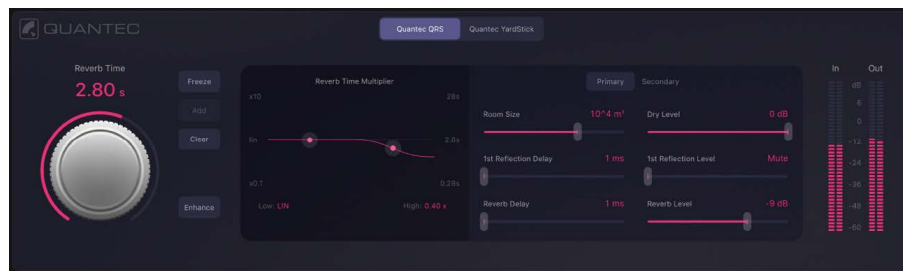 QUANTEC
Quantec QRS
Quantec YardStick
Reverb Time
2.80 s
Freeze
Add
Clear
Enhance
Reverb Time Multiplier
x10
28s
lin
2.0s
x0.1
0.28s
Low: LIN
High: 0.40 x
Primary
Secondary
Room Size
10^4 m³
Dry Level
0 dB
1st Reflection Delay
1 ms
1st Reflection Level
Mute
Reverb Delay
1 ms
Reverb Level
-9 dB
In
Out
dB
6
0
-12
-24
-36
-48
-60